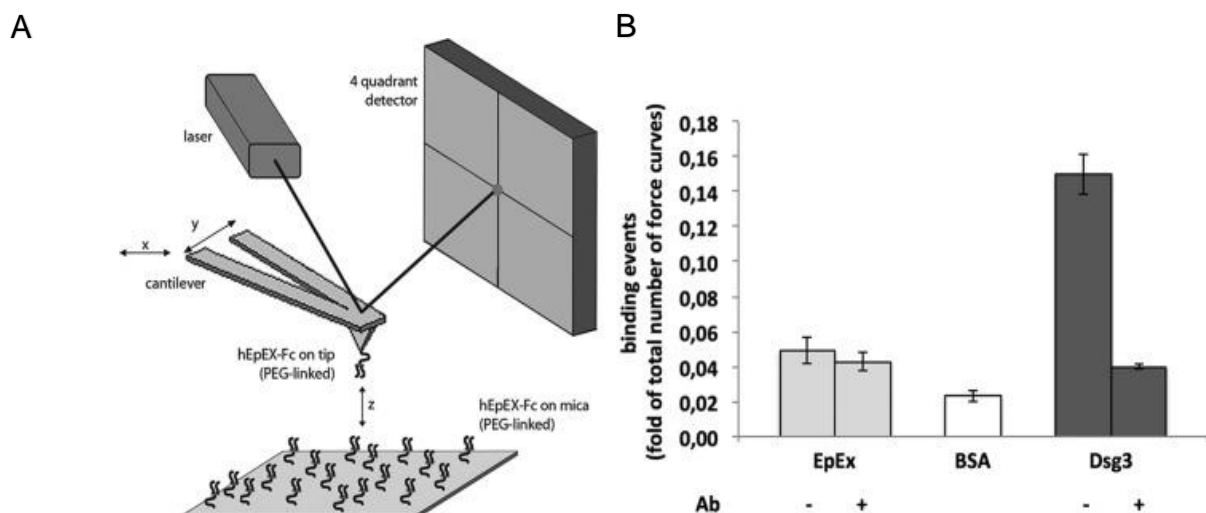 A
laser
4 quadrant
detector
x
y
cantilever
hEpEX-Fc on tip
(PEG-linked)
z
hEpEX-Fc on mica
(PEG-linked)
B
binding events
(fold of total number of force curves)
0,18
0,16
0,14
0,12
0,10
0,08
0,06
0,04
0,02
0,00
EpEx BSA Dsg3
Ab - + - +